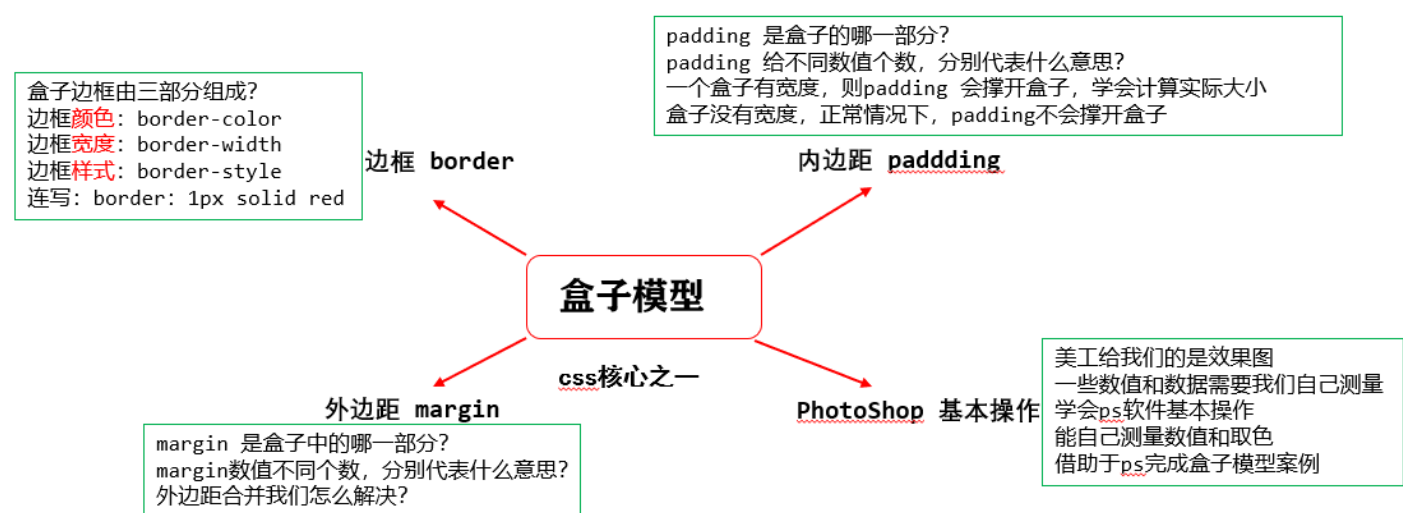 padding 是盒子的哪一部分?
padding 给不同数值个数，分别代表什么意思?
一个盒子有宽度，则padding 会撑开盒子，学会计算实际大小
盒子没有宽度，正常情况下，padding不会撑开盒子
盒子边框由三部分组成?
边框颜色：border-color
边框宽度：border-width
边框样式：border-style
连写：border：1px solid red
边框 border
内边距 paddding
盒子模型
css核心之一
外边距 margin
margin 是盒子中的哪一部分?
margin数值不同个数，分别代表什么意思?
外边距合并我们怎么解决?
PhotoShop 基本操作
美工给我们的是效果图
一些数值和数据需要我们自己测量
学会ps软件基本操作
能自己测量数值和取色
借助于ps完成盒子模型案例